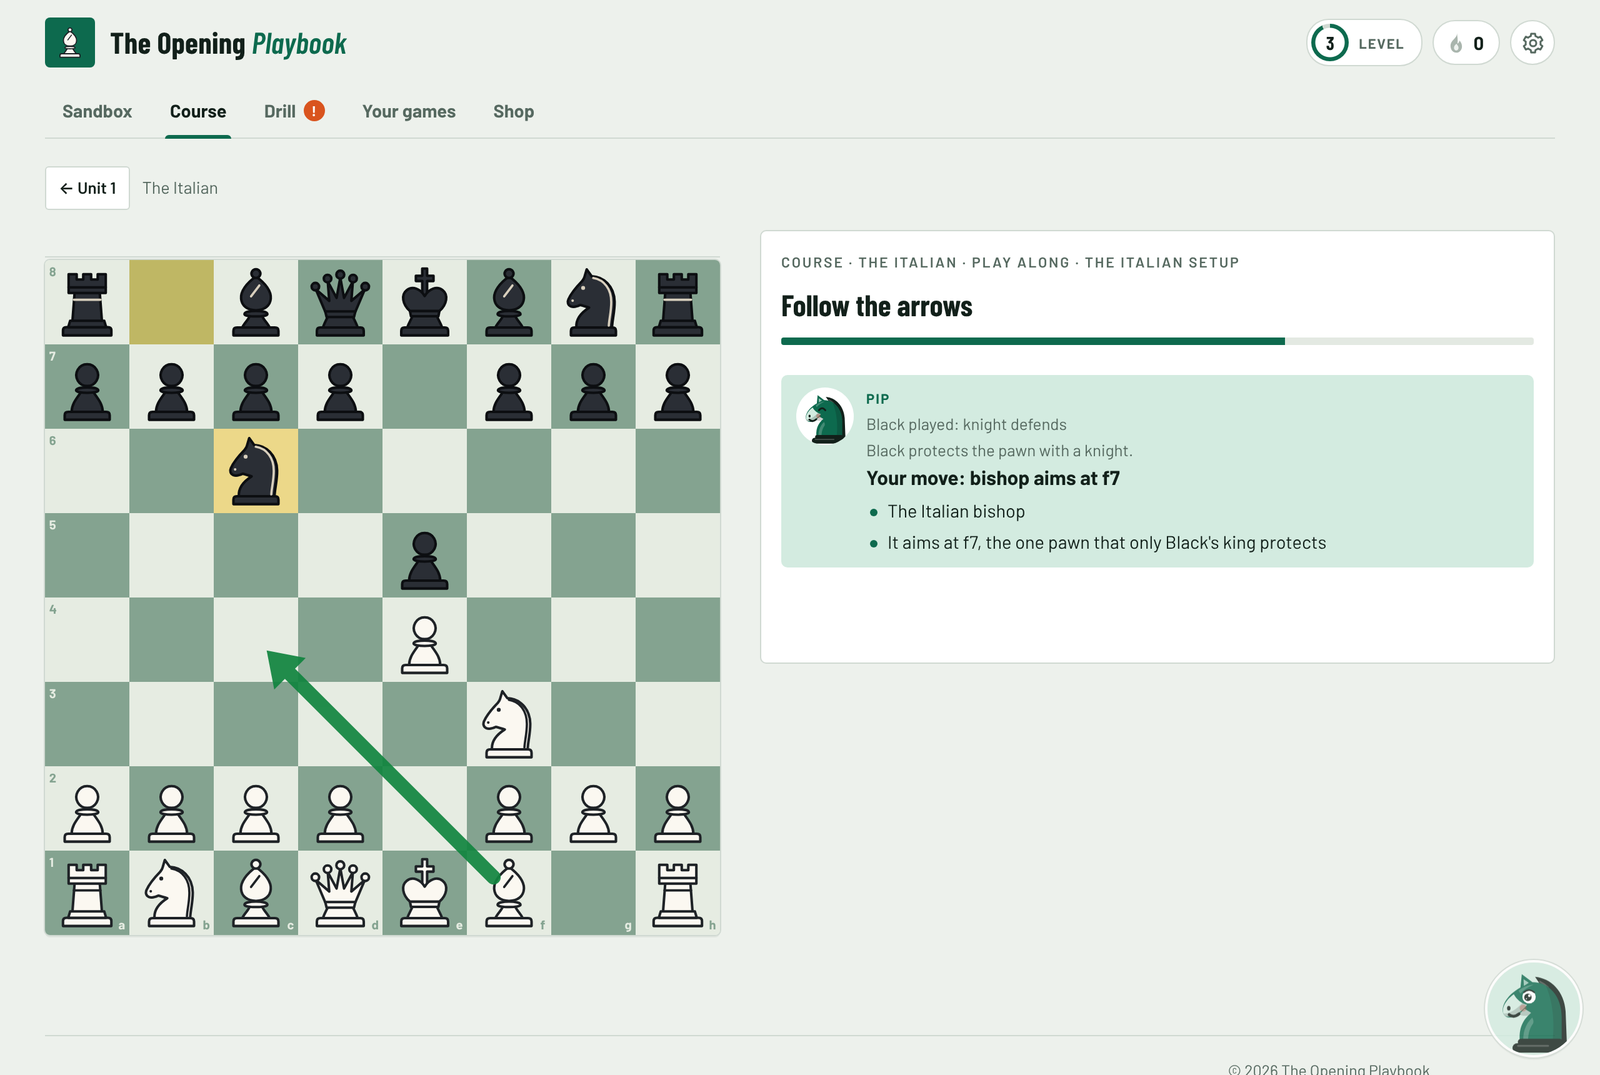 The Opening Playbook
3 LEVEL
0
Sandbox
Course
Drill !
Your games
Shop
← Unit 1
The Italian
8
7
6
5
4
3
2
1
a b c d e f g h
COURSE · THE ITALIAN · PLAY ALONG · THE ITALIAN SETUP
Follow the arrows
PIP
Black played: knight defends
Black protects the pawn with a knight.
Your move: bishop aims at f7
• The Italian bishop
• It aims at f7, the one pawn that only Black's king protects
© 2026 The Opening Playbook